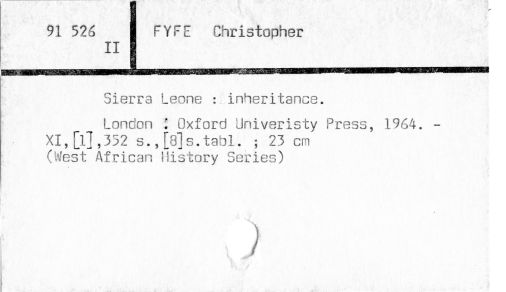 91 526 FYFE Christopher
II
Sierra Leone : inheritance.
London : Oxford Univeristy Press, 1964. -
XI,[1],352 s.,[8]s.tabl. ; 23 cm
(West African History Series)